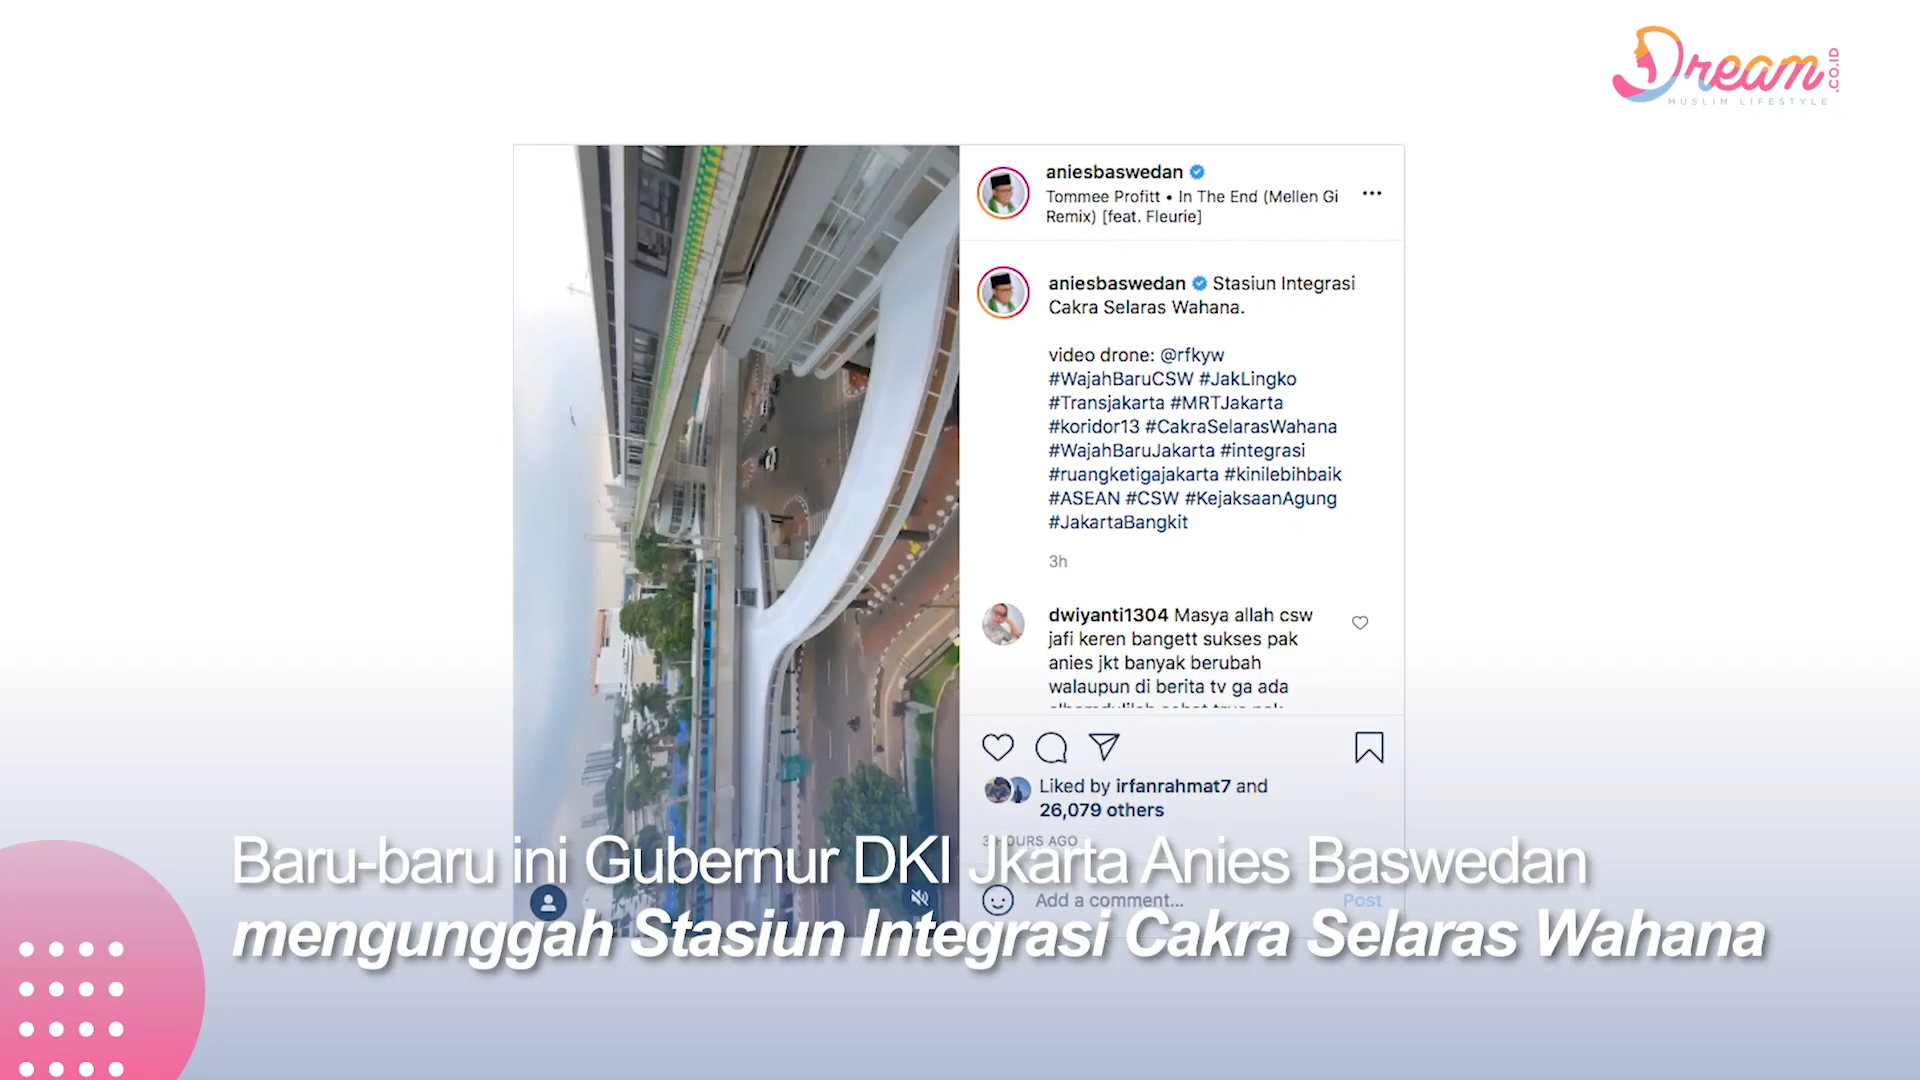 Dream
.CO.ID
MUSLIM LIFESTYLE
aniesbaswedan
Tommee Profitt • In The End (Mellen Gi
Remix) [feat. Fleurie]
aniesbaswedan Stasiun Integrasi
Cakra Selaras Wahana.
video drone: @rfkyw
#WajahBaruCSW #JakLingko
#Transjakarta #MRTJakarta
#koridor13 #CakraSelarasWahana
#WajahBaruJakarta #integrasi
#ruangketigajakarta #kinilebihbaik
#ASEAN #CSW #KejaksaanAgung
#JakartaBangkit
3h
dwiyanti1304 Masya allah csw
jafi keren bangett sukses pak
anies jkt banyak berubah
walaupun di berita tv ga ada
Liked by irfanrahmat7 and
26,079 others
3 HOURS AGO
Add a comment... Post
Baru-baru ini Gubernur DKI Jkarta Anies Baswedan
mengunggah Stasiun Integrasi Cakra Selaras Wahana